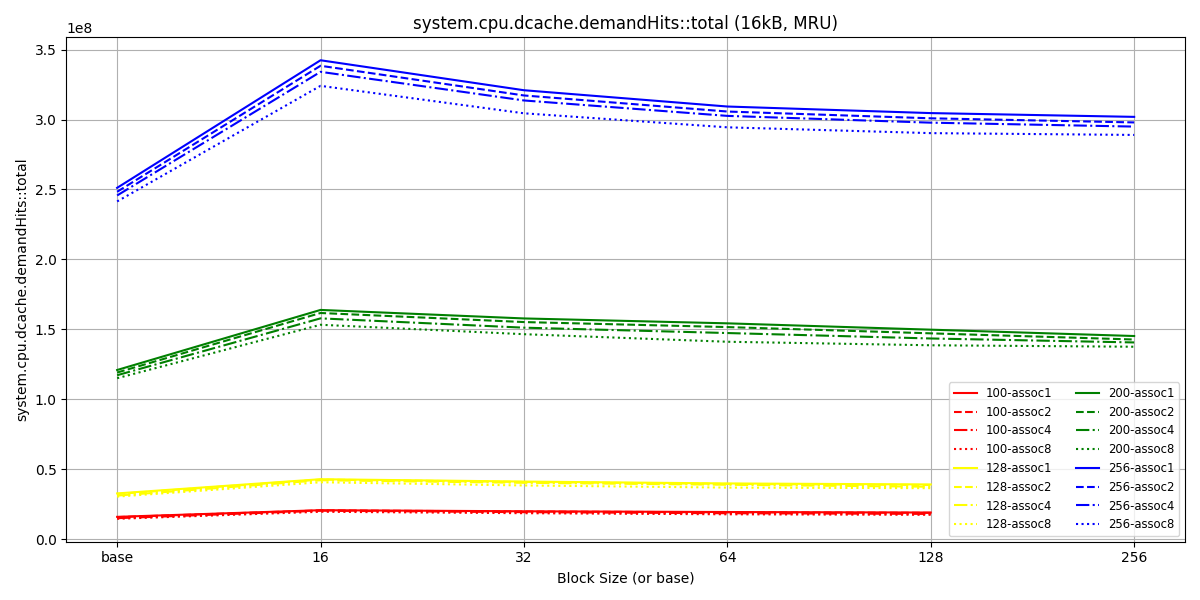 system.cpu.dcache.demandHits::total (16kB, MRU)
1e8
3.5
3.0
2.5
2.0
1.5
1.0
0.5
0.0
system.cpu.dcache.demandHits::total
base 16 32 64 128 256
Block Size (or base)
100-assoc1 200-assoc1
100-assoc2 200-assoc2
100-assoc4 200-assoc4
100-assoc8 200-assoc8
128-assoc1 256-assoc1
128-assoc2 256-assoc2
128-assoc4 256-assoc4
128-assoc8 256-assoc8